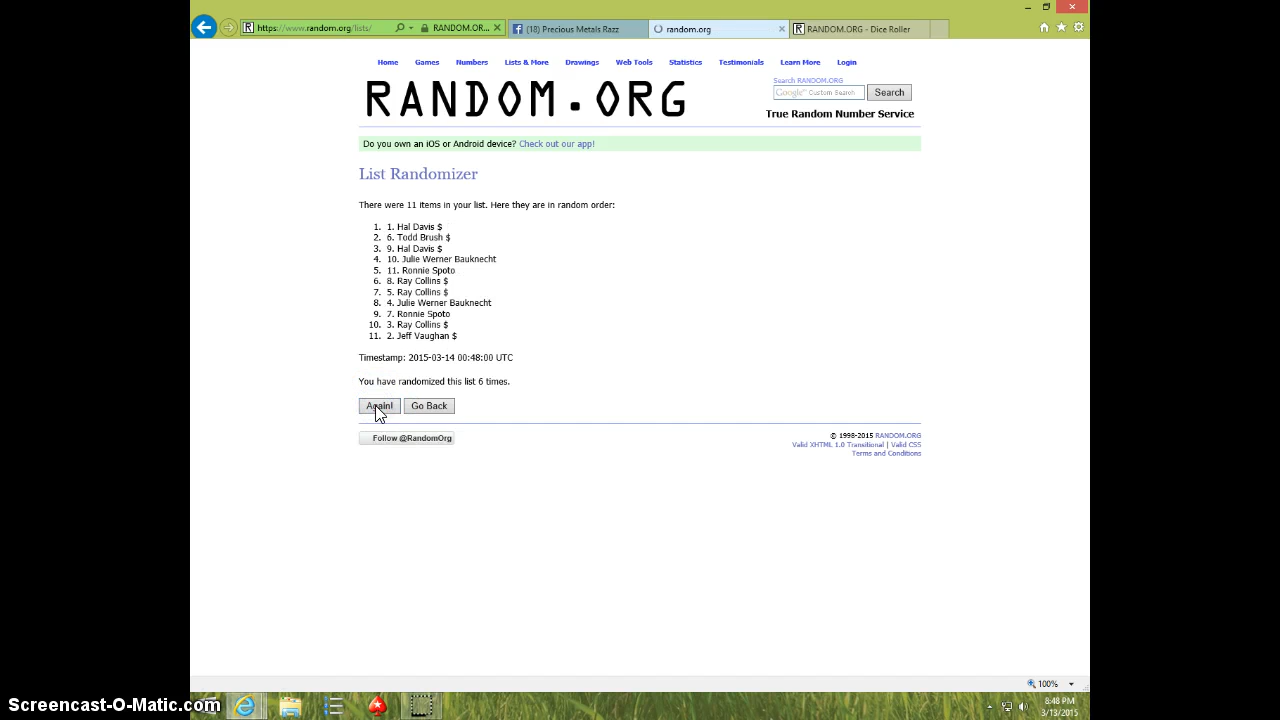 https://www.random.org/lists/
RANDOM.OR...
(18) Precious Metals Razz
random.org
RANDOM.ORG - Dice Roller
Home Games Numbers Lists & More Drawings Web Tools Statistics Testimonials Learn More Login
RANDOM.ORG
Search RANDOM.ORG
Google™ Custom Search
Search
True Random Number Service
Do you own an iOS or Android device? Check out our app!
List Randomizer
There were 11 items in your list. Here they are in random order:
1. 1. Hal Davis $
2. 6. Todd Brush $
3. 9. Hal Davis $
4. 10. Julie Werner Bauknecht
5. 11. Ronnie Spoto
6. 8. Ray Collins $
7. 5. Ray Collins $
8. 4. Julie Werner Bauknecht
9. 7. Ronnie Spoto
10. 3. Ray Collins $
11. 2. Jeff Vaughan $
Timestamp: 2015-03-14 00:48:00 UTC
You have randomized this list 6 times.
Again! Go Back
Follow @RandomOrg
© 1998-2015 RANDOM.ORG
Valid XHTML 1.0 Transitional | Valid CSS
Terms and Conditions
100%
8:48 PM
3/13/2015
Screencast-O-Matic.com